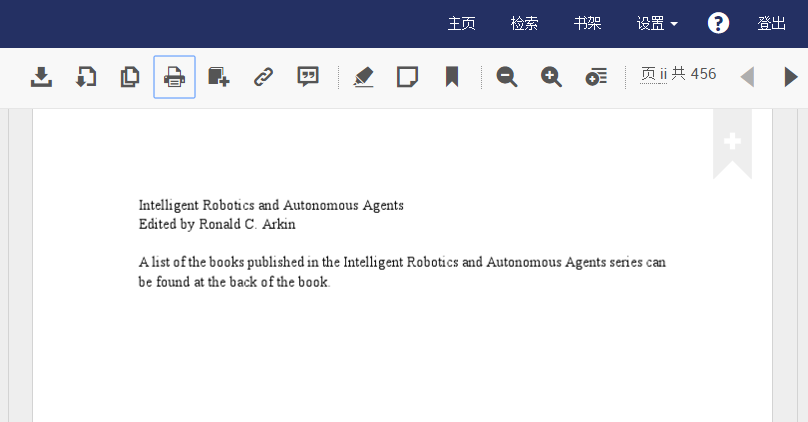 主页 检索 书架 设置 ? 登出
页 ii 共 456
Intelligent Robotics and Autonomous Agents
Edited by Ronald C. Arkin
A list of the books published in the Intelligent Robotics and Autonomous Agents series can
be found at the back of the book.